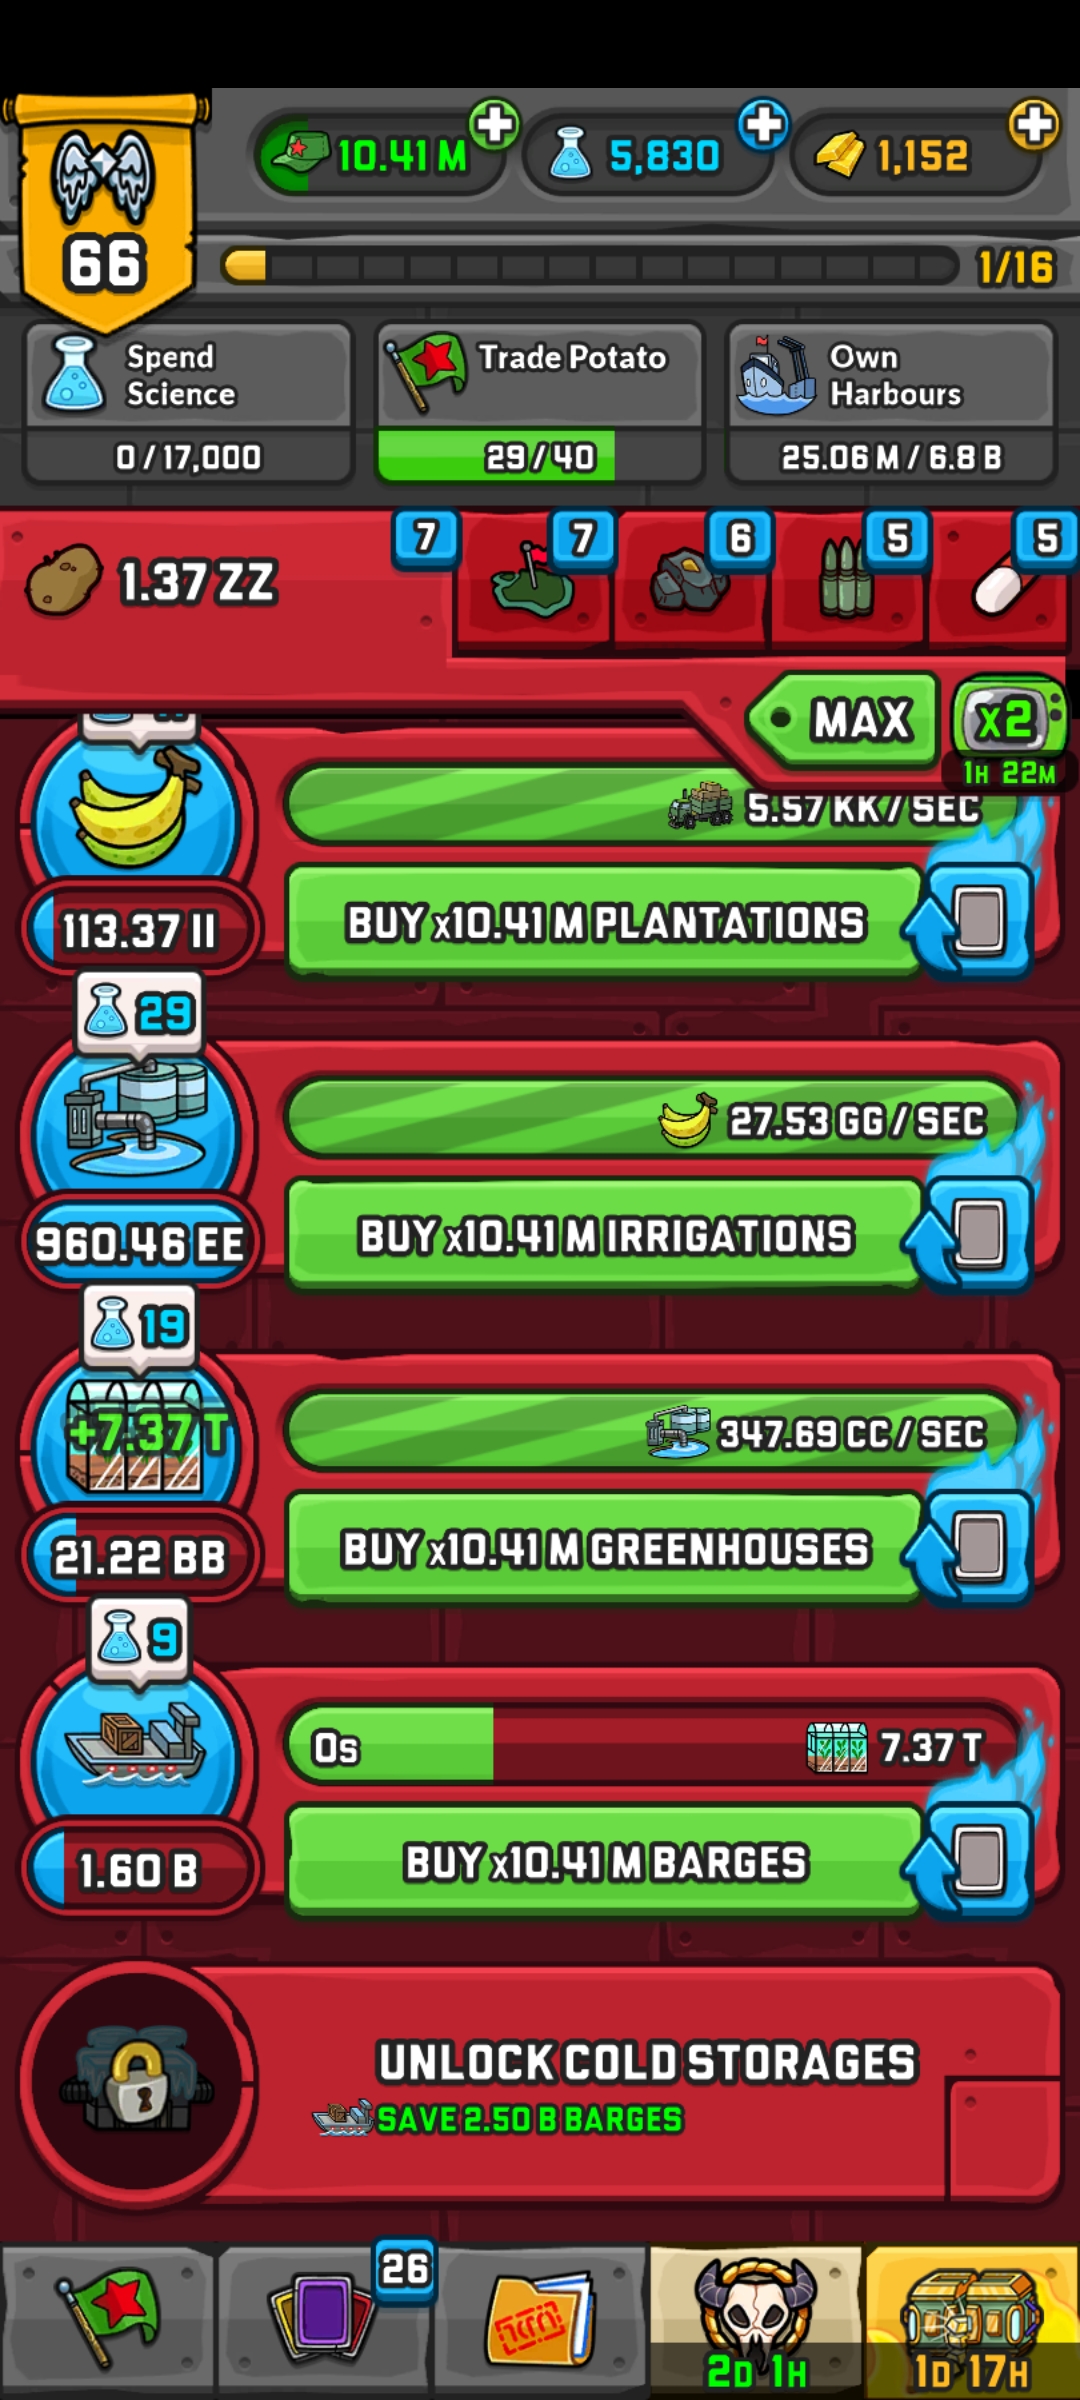 10.41 M
5,830
1,152
66
1/16
Spend
Science
0 / 17,000
Trade Potato
29 / 40
Own
Harbours
25.06 M / 6.8 B
1.37 ZZ
7
7
6
5
5
MAX
x2
1H 22M
5.57 KK / SEC
113.37 II
BUY x10.41 M PLANTATIONS
29
27.53 GG / SEC
960.46 EE
BUY x10.41 M IRRIGATIONS
19
+7.37 T
347.69 CC / SEC
21.22 BB
BUY x10.41 M GREENHOUSES
9
0s
7.37 T
1.60 B
BUY x10.41 M BARGES
UNLOCK COLD STORAGES
SAVE 2.50 B BARGES
26
2D 1H
1D 17H